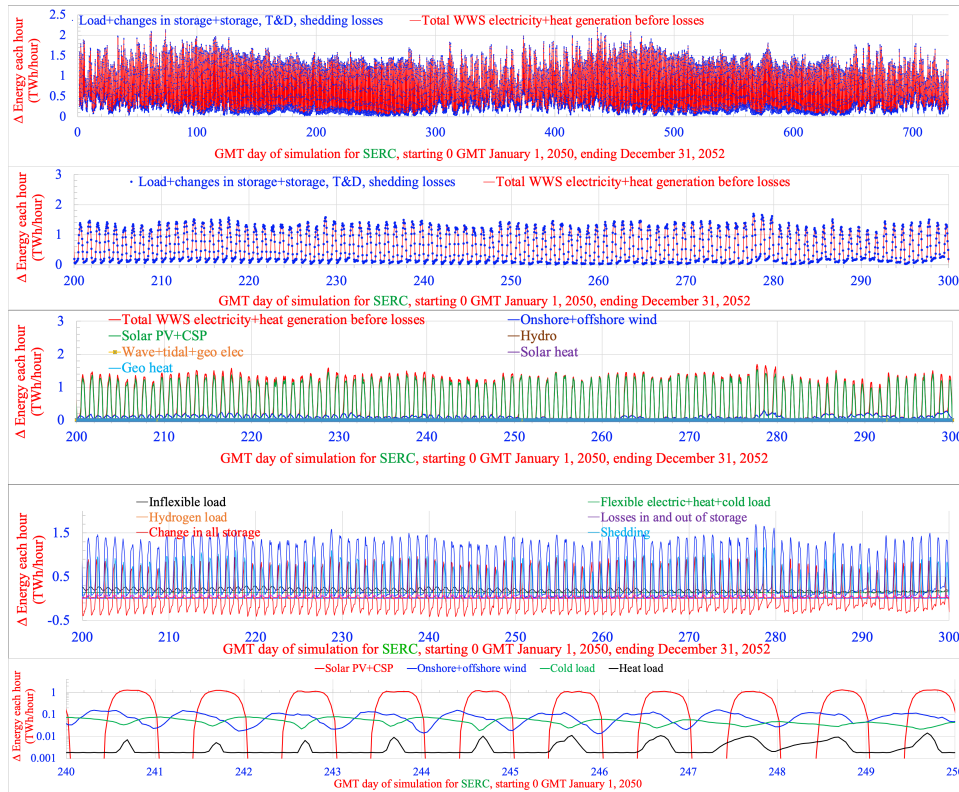 Load+changes in storage+storage, T&D, shedding losses Total WWS electricity+heat generation before losses
Δ Energy each hour
(TWh/hour)
2.5
2
1.5
1
0.5
0
0 100 200 300 400 500 600 700
GMT day of simulation for SERC, starting 0 GMT January 1, 2050, ending December 31, 2052
Load+changes in storage+storage, T&D, shedding losses Total WWS electricity+heat generation before losses
Δ Energy each hour
(TWh/hour)
3
2
1
0
200 210 220 230 240 250 260 270 280 290 300
GMT day of simulation for SERC, starting 0 GMT January 1, 2050, ending December 31, 2052
Total WWS electricity+heat generation before losses Onshore+offshore wind
Solar PV+CSP Hydro
Wave+tidal+geo elec Solar heat
Geo heat
Δ Energy each hour
(TWh/hour)
3
2
1
0
200 210 220 230 240 250 260 270 280 290 300
GMT day of simulation for SERC, starting 0 GMT January 1, 2050, ending December 31, 2052
Inflexible load Flexible electric+heat+cold load
Hydrogen load Losses in and out of storage
Change in all storage Shedding
Δ Energy each hour
(TWh/hour)
1.5
0.5
-0.5
200 210 220 230 240 250 260 270 280 290 300
GMT day of simulation for SERC, starting 0 GMT January 1, 2050, ending December 31, 2052
Solar PV+CSP Onshore+offshore wind Cold load Heat load
Δ Energy each hour
(TWh/hour)
1
0.1
0.01
0.001
240 241 242 243 244 245 246 247 248 249 250
GMT day of simulation for SERC, starting 0 GMT January 1, 2050